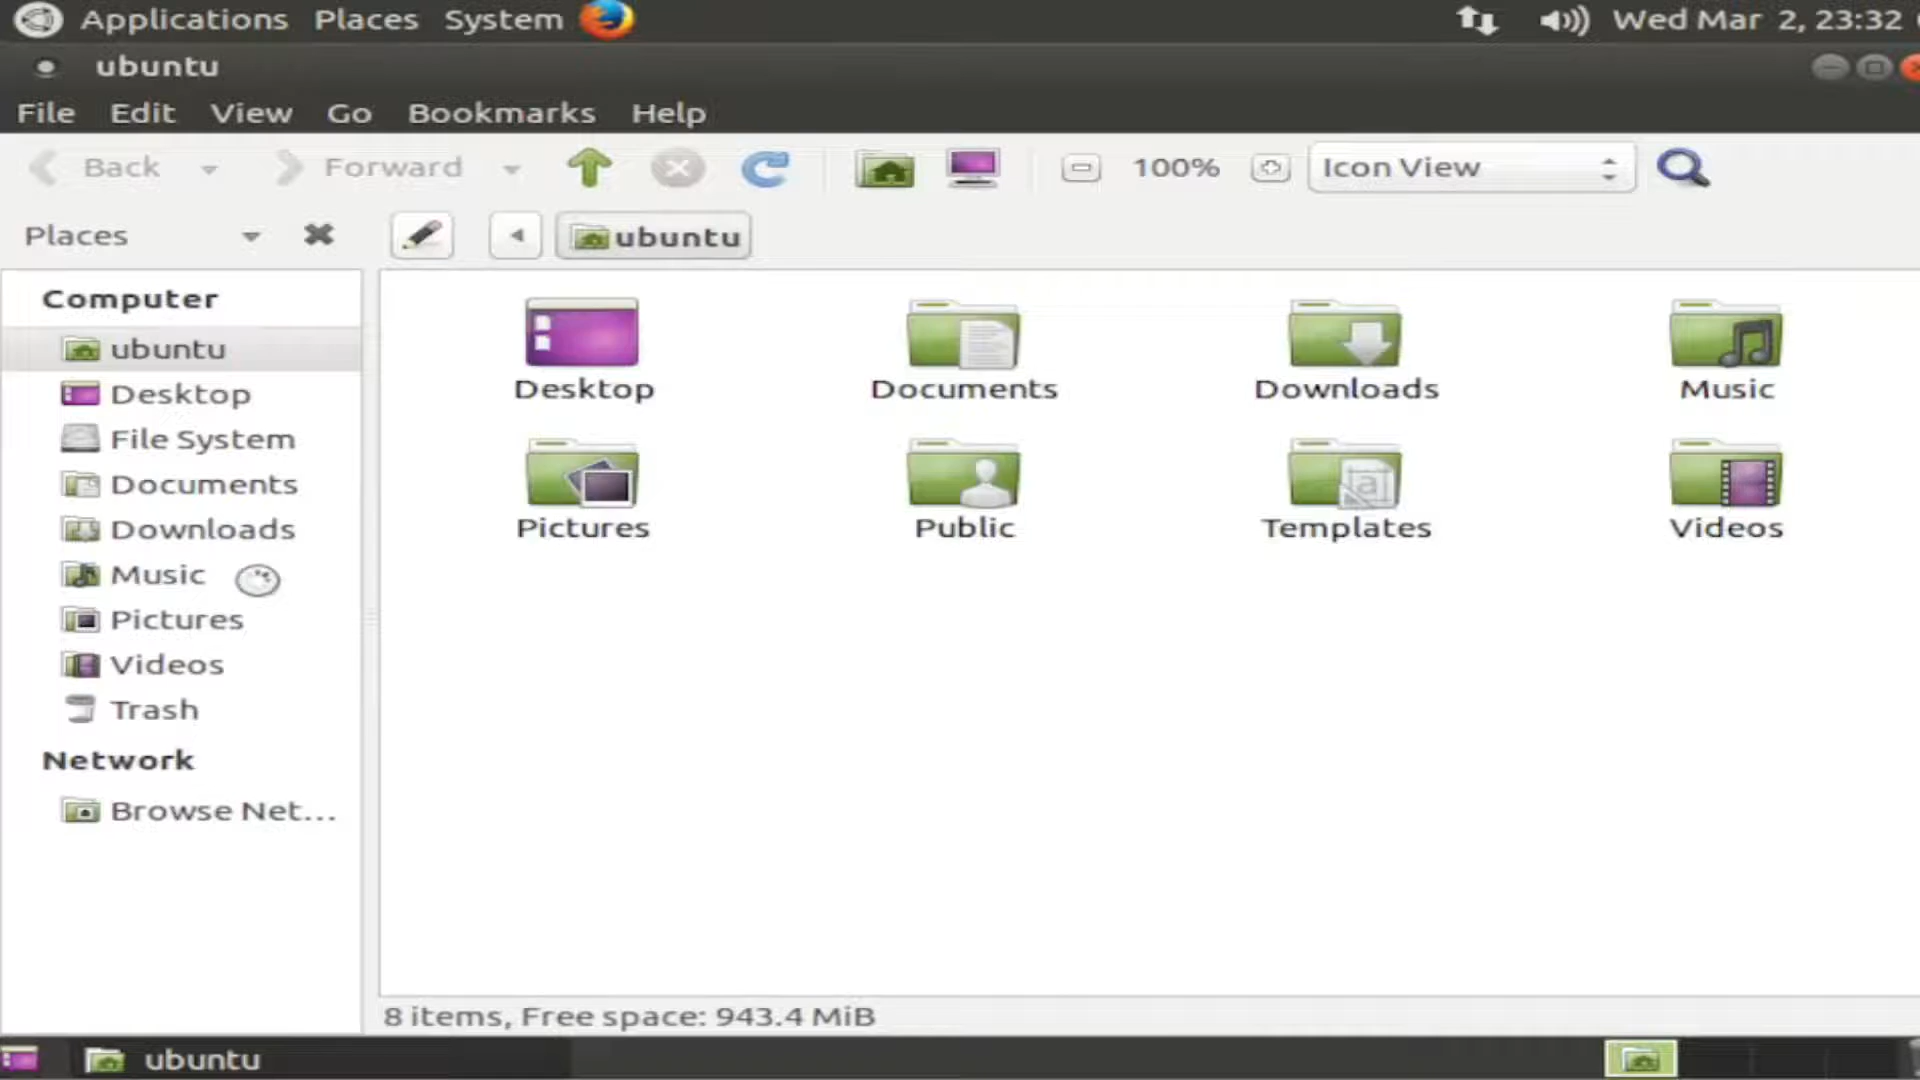 Applications Places System Wed Mar 2, 23:32
ubuntu
File Edit View Go Bookmarks Help
Back Forward 100% Icon View
Places ubuntu
Computer
ubuntu
Desktop
File System
Documents
Downloads
Music
Pictures
Videos
Trash
Network
Browse Net...
Desktop Documents Downloads Music
Pictures Public Templates Videos
8 items, Free space: 943.4 MiB
ubuntu